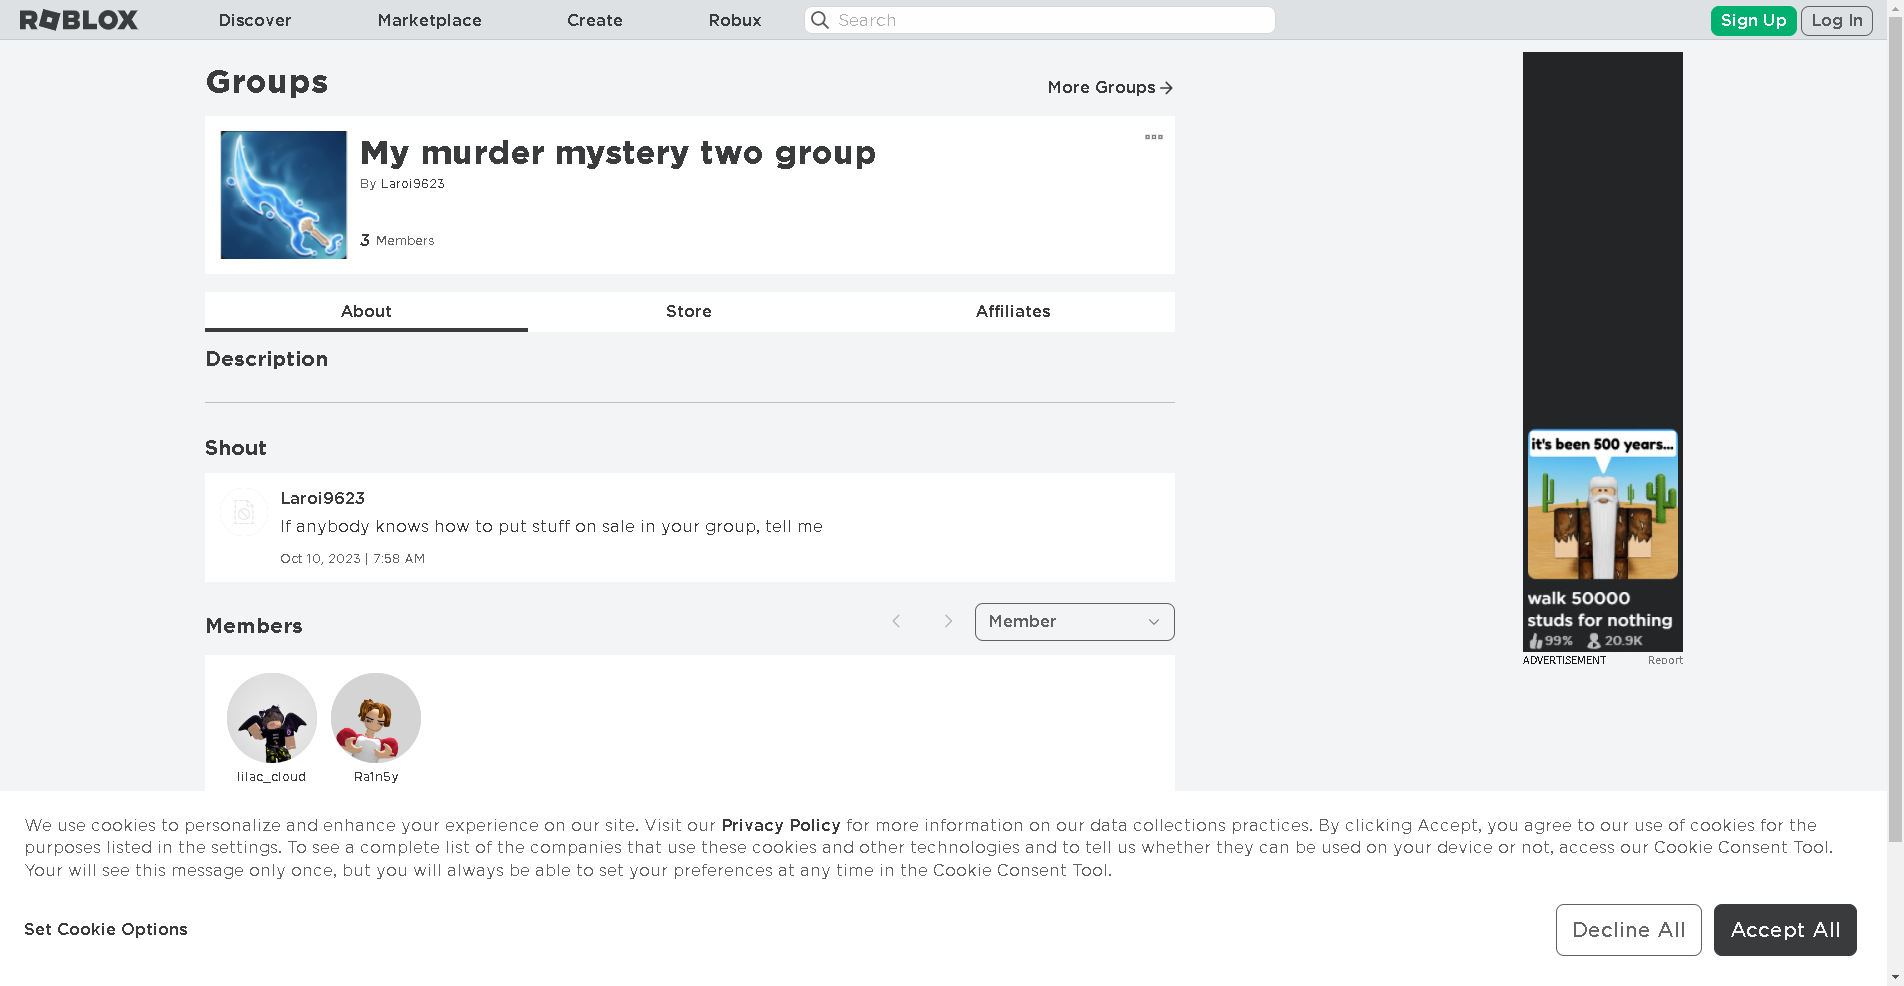 ROBLOX
Discover
Marketplace
Create
Robux
Search
Sign Up
Log In
Groups
More Groups
My murder mystery two group
By Laroi9623
3 Members
About
Store
Affiliates
Description
Shout
Laroi9623
If anybody knows how to put stuff on sale in your group, tell me
Oct 10, 2023 | 7:58 AM
Members
Member
lilac_cloud
Ra1n5y
it's been 500 years...
walk 50000
studs for nothing
99% 20.9K
ADVERTISEMENT
Report
We use cookies to personalize and enhance your experience on our site. Visit our Privacy Policy for more information on our data collections practices. By clicking Accept, you agree to our use of cookies for the
purposes listed in the settings. To see a complete list of the companies that use these cookies and other technologies and to tell us whether they can be used on your device or not, access our Cookie Consent Tool.
Your will see this message only once, but you will always be able to set your preferences at any time in the Cookie Consent Tool.
Set Cookie Options
Decline All
Accept All